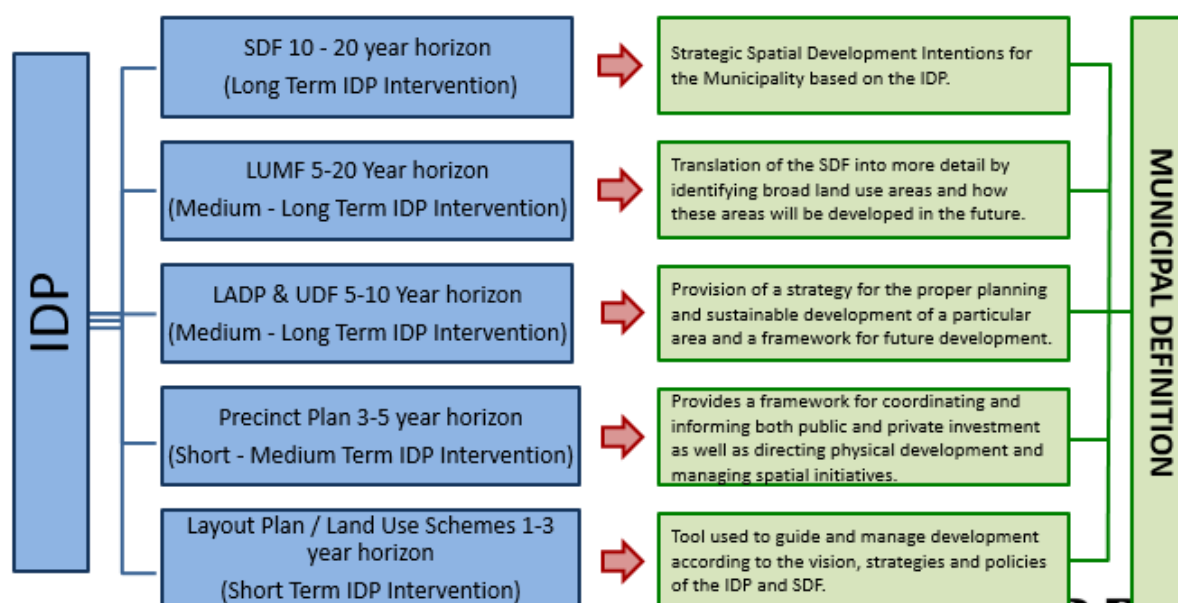 IDP
SDF 10 - 20 year horizon
(Long Term IDP Intervention)
Strategic Spatial Development Intentions for
the Municipality based on the IDP.
LUMF 5-20 Year horizon
(Medium - Long Term IDP Intervention)
Translation of the SDF into more detail by
identifying broad land use areas and how
these areas will be developed in the future.
LADP & UDF 5-10 Year horizon
(Medium - Long Term IDP Intervention)
Provision of a strategy for the proper planning
and sustainable development of a particular
area and a framework for future development.
Precinct Plan 3-5 year horizon
(Short - Medium Term IDP Intervention)
Provides a framework for coordinating and
informing both public and private investment
as well as directing physical development and
managing spatial initiatives.
Layout Plan / Land Use Schemes 1-3
year horizon
(Short Term IDP Intervention)
Tool used to guide and manage development
according to the vision, strategies and policies
of the IDP and SDF.
MUNICIPAL DEFINITION